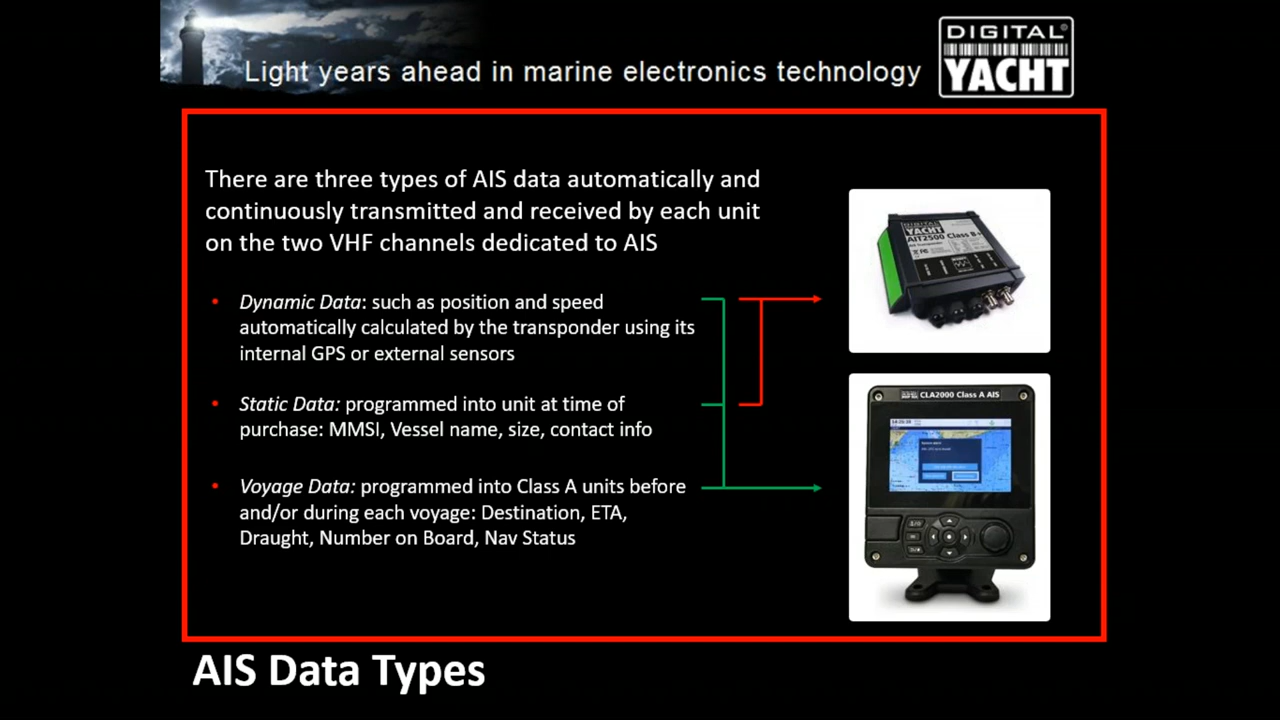 Light years ahead in marine electronics technology
DIGITAL
YACHT
There are three types of AIS data automatically and
continuously transmitted and received by each unit
on the two VHF channels dedicated to AIS
• Dynamic Data: such as position and speed
automatically calculated by the transponder using its
internal GPS or external sensors
• Static Data: programmed into unit at time of
purchase: MMSI, Vessel name, size, contact info
• Voyage Data: programmed into Class A units before
and/or during each voyage: Destination, ETA,
Draught, Number on Board, Nav Status
DIGITAL
YACHT
AIT2500 Class B+
CLA2000 Class A AIS
AIS Data Types